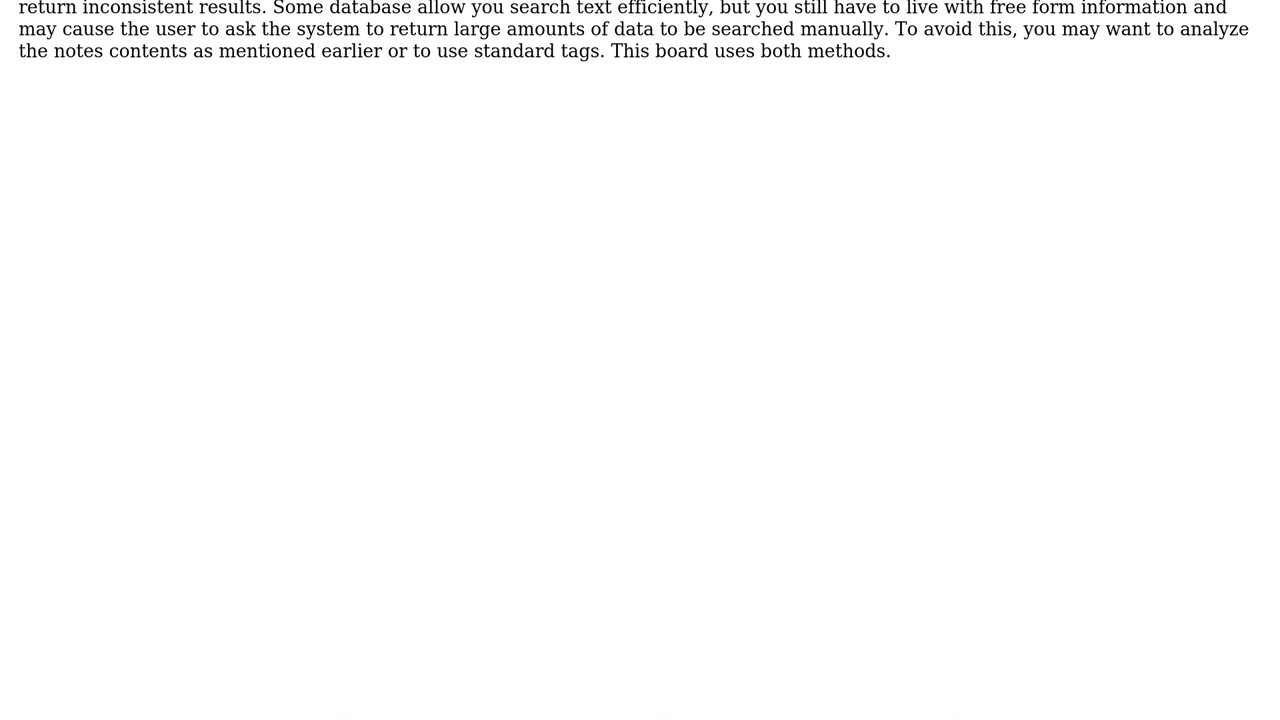 return inconsistent results. Some database allow you search text efficiently, but you still have to live with free form information and
may cause the user to ask the system to return large amounts of data to be searched manually. To avoid this, you may want to analyze
the notes contents as mentioned earlier or to use standard tags. This board uses both methods.